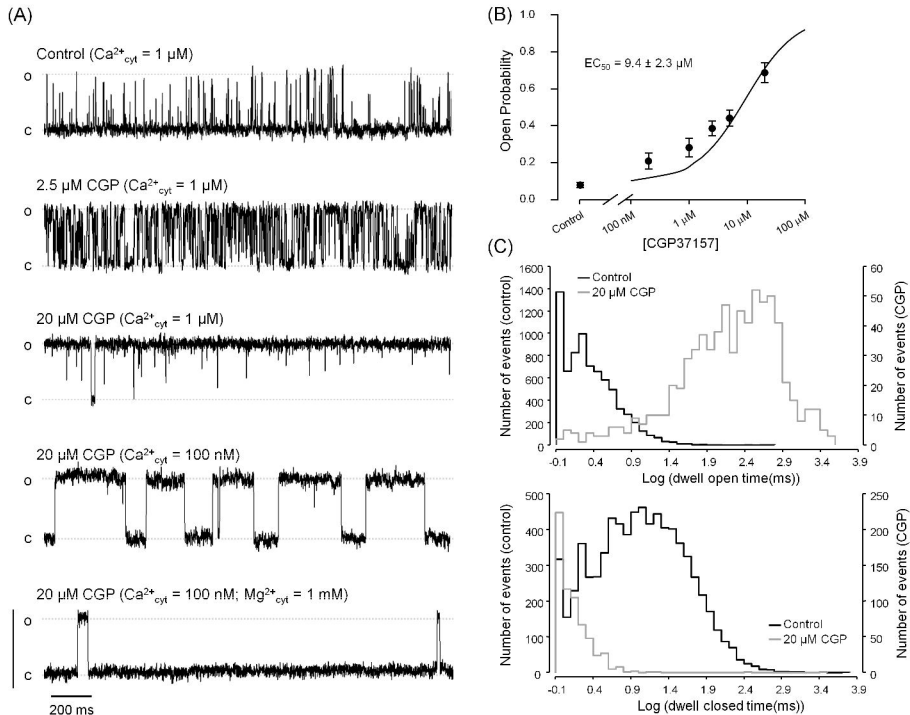 (A)
Control (Ca²⁺cyt = 1 µM)
o
c
2.5 µM CGP (Ca²⁺cyt = 1 µM)
o
c
20 µM CGP (Ca²⁺cyt = 1 µM)
o
c
20 µM CGP (Ca²⁺cyt = 100 nM)
o
c
20 µM CGP (Ca²⁺cyt = 100 nM; Mg²⁺cyt = 1 mM)
o
c
200 ms
(B)
Open Probability
1.0
0.8
0.6
0.4
0.2
0.0
EC₅₀ = 9.4 ± 2.3 µM
Control
100 nM
1 µM
10 µM
100 µM
[CGP37157]
(C)
Number of events (control)
1600
1400
1200
1000
800
600
400
200
0
Control
20 µM CGP
60
50
40
30
20
10
0
Number of events (CGP)
-0.1 0.4 0.9 1.4 1.9 2.4 2.9 3.4 3.9
Log (dwell open time(ms))
Number of events (control)
500
400
300
200
100
0
Control
20 µM CGP
250
200
150
100
50
0
Number of events (CGP)
-0.1 0.4 0.9 1.4 1.9 2.4 2.9 3.4 3.9
Log (dwell closed time(ms))